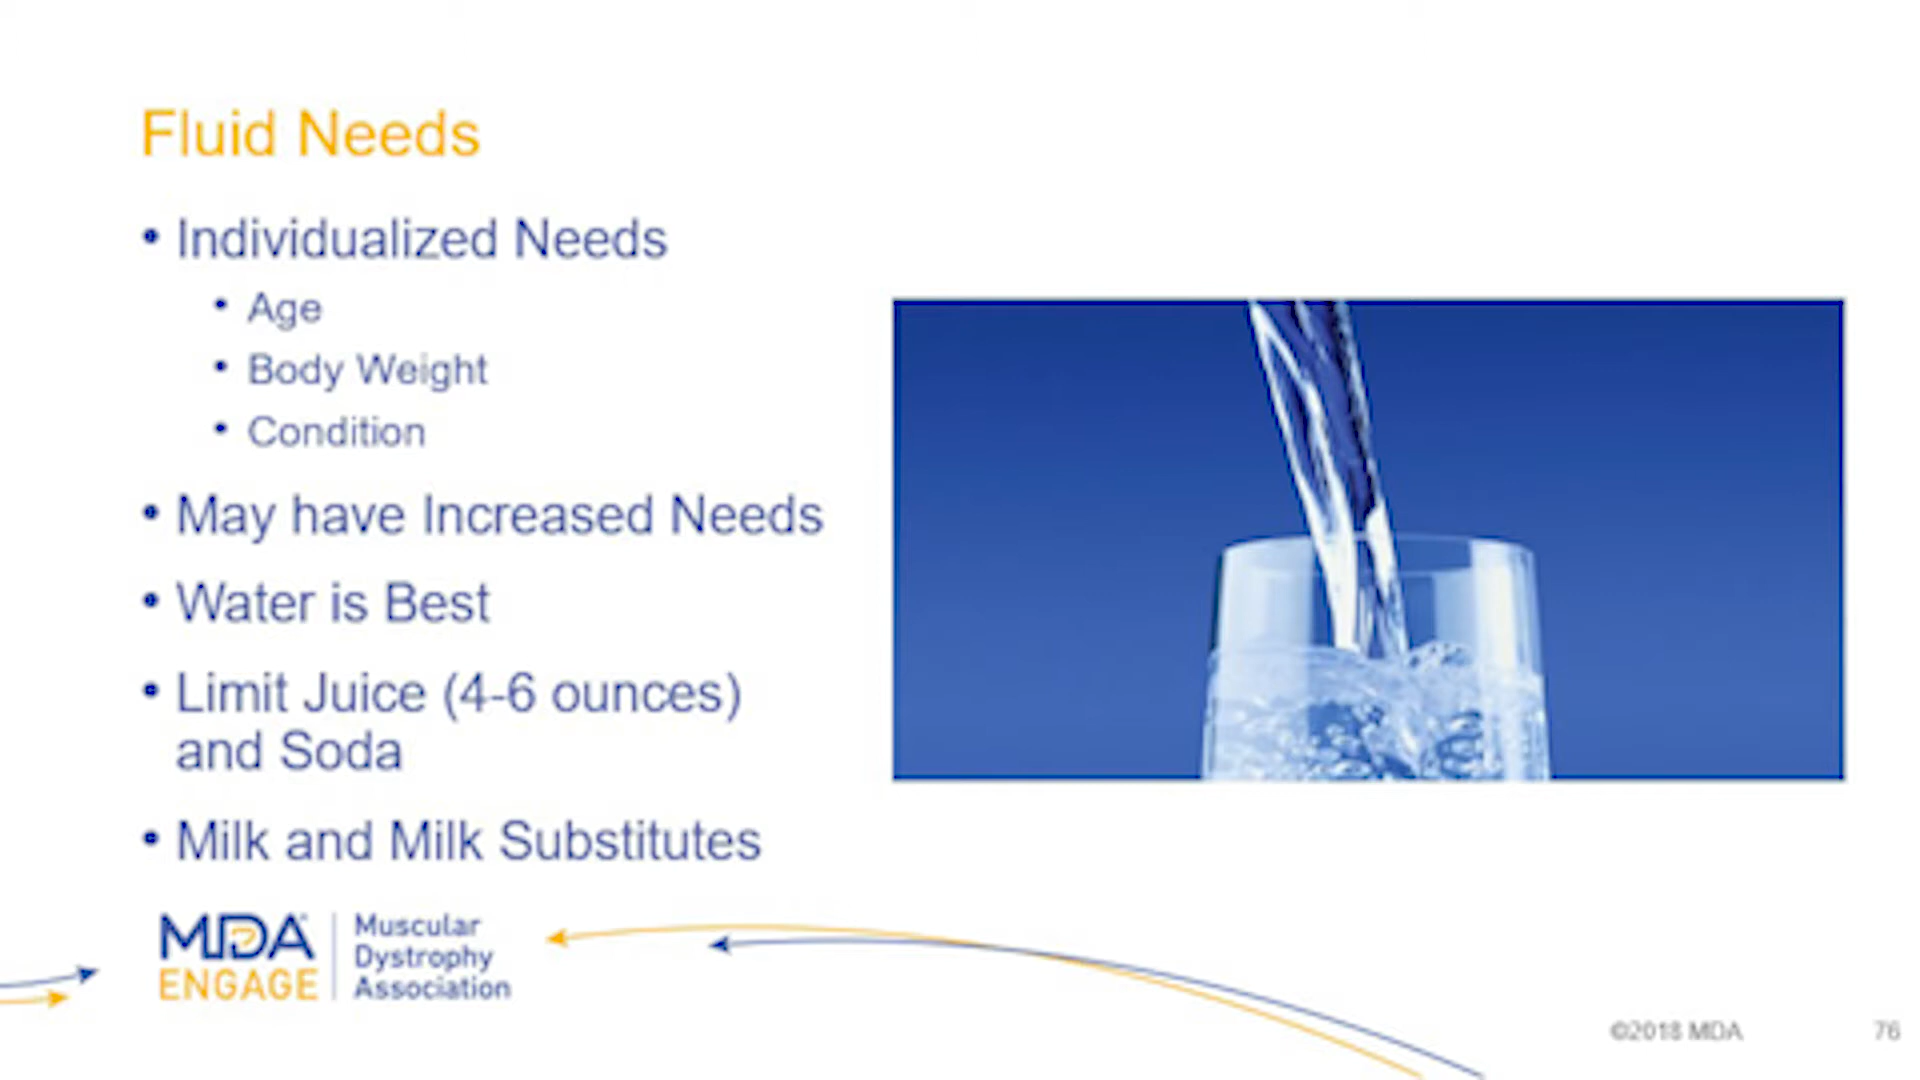 Fluid Needs
• Individualized Needs
• Age
• Body Weight
• Condition
• May have Increased Needs
• Water is Best
• Limit Juice (4-6 ounces)
and Soda
• Milk and Milk Substitutes
MDA
ENGAGE
Muscular
Dystrophy
Association
©2018 MDA
76